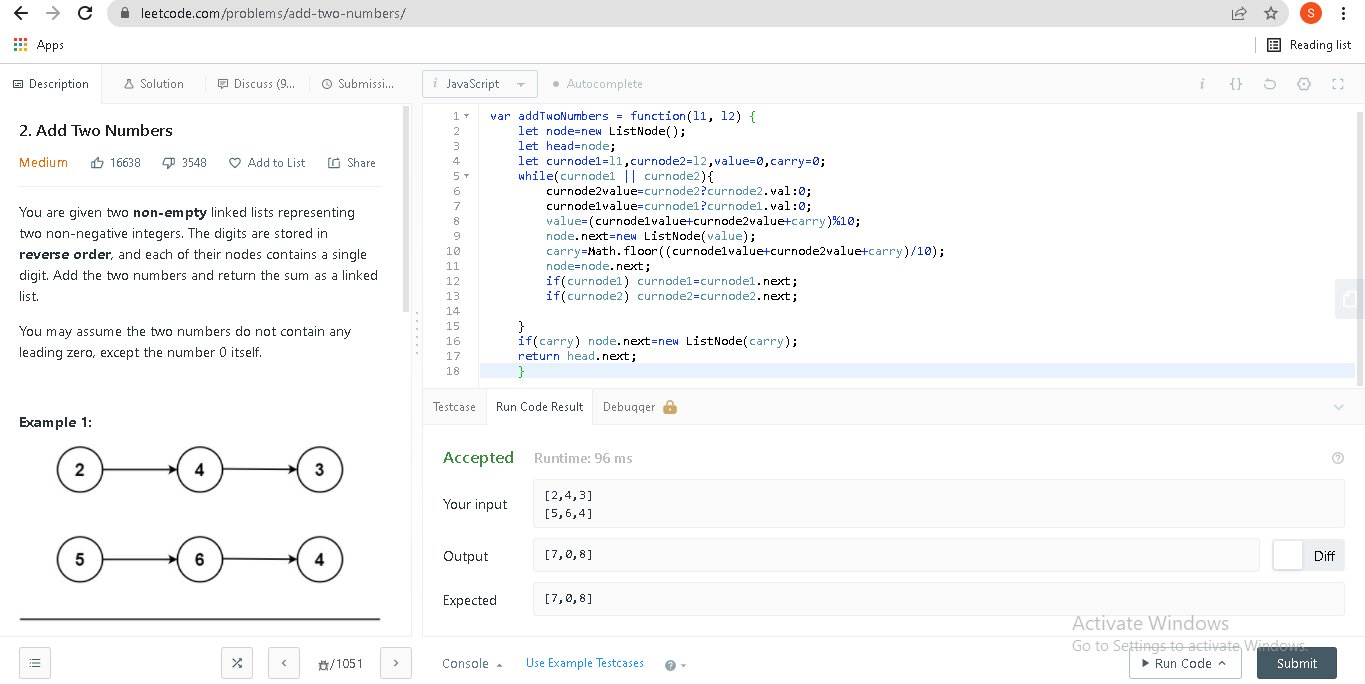 leetcode.com/problems/add-two-numbers/
S
Apps
Reading list
Description
Solution
Discuss (9...
Submissi...
i JavaScript
Autocomplete
i {}
2. Add Two Numbers
Medium 16638 3548 Add to List Share
You are given two non-empty linked lists representing
two non-negative integers. The digits are stored in
reverse order, and each of their nodes contains a single
digit. Add the two numbers and return the sum as a linked
list.
You may assume the two numbers do not contain any
leading zero, except the number 0 itself.
Example 1:
2 4 3
5 6 4
1 var addTwoNumbers = function(l1, l2) {
2 let node=new ListNode();
3 let head=node;
4 let curnode1=l1,curnode2=l2,value=0,carry=0;
5 while(curnode1 || curnode2){
6 curnode2value=curnode2?curnode2.val:0;
7 curnode1value=curnode1?curnode1.val:0;
8 value=(curnode1value+curnode2value+carry)%10;
9 node.next=new ListNode(value);
10 carry=Math.floor((curnode1value+curnode2value+carry)/10);
11 node=node.next;
12 if(curnode1) curnode1=curnode1.next;
13 if(curnode2) curnode2=curnode2.next;
14
15 }
16 if(carry) node.next=new ListNode(carry);
17 return head.next;
18 }
Testcase
Run Code Result
Debugger
Accepted Runtime: 96 ms
Your input
[2,4,3]
[5,6,4]
Output
[7,0,8]
Diff
Expected
[7,0,8]
Activate Windows
Go to Settings to activate Windows.
/1051
Console
Use Example Testcases
Run Code
Submit